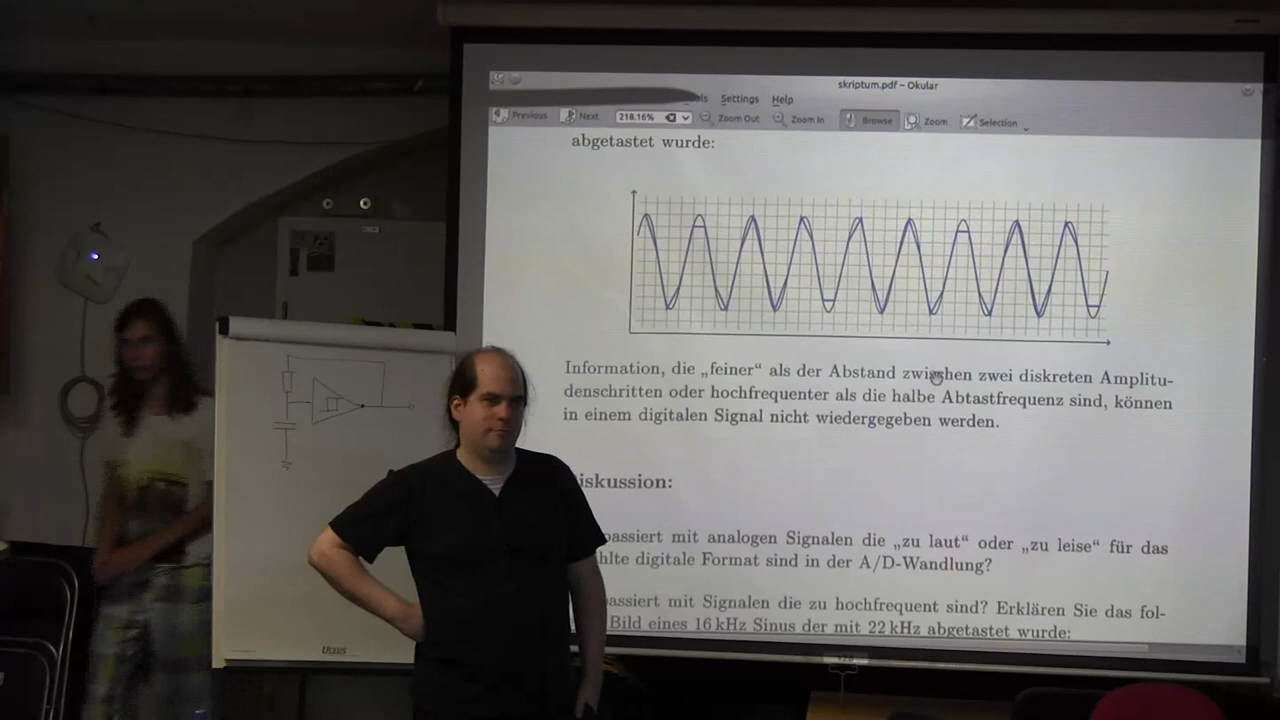 skriptum.pdf – Okular
Settings Help
Previous Next 218.16% Zoom Out Zoom In Browse Zoom Selection
abgetastet wurde:
Information, die „feiner“ als der Abstand zwischen zwei diskreten Amplitu-
denschritten oder hochfrequenter als die halbe Abtastfrequenz sind, können
in einem digitalen Signal nicht wiedergegeben werden.
iskussion:
passiert mit analogen Signalen die „zu laut“ oder „zu leise“ für das
hlte digitale Format sind in der A/D-Wandlung?
passiert mit Signalen die zu hochfrequent sind? Erklären Sie das fol-
Bild eines 16 kHz Sinus der mit 22 kHz abgetastet wurde: